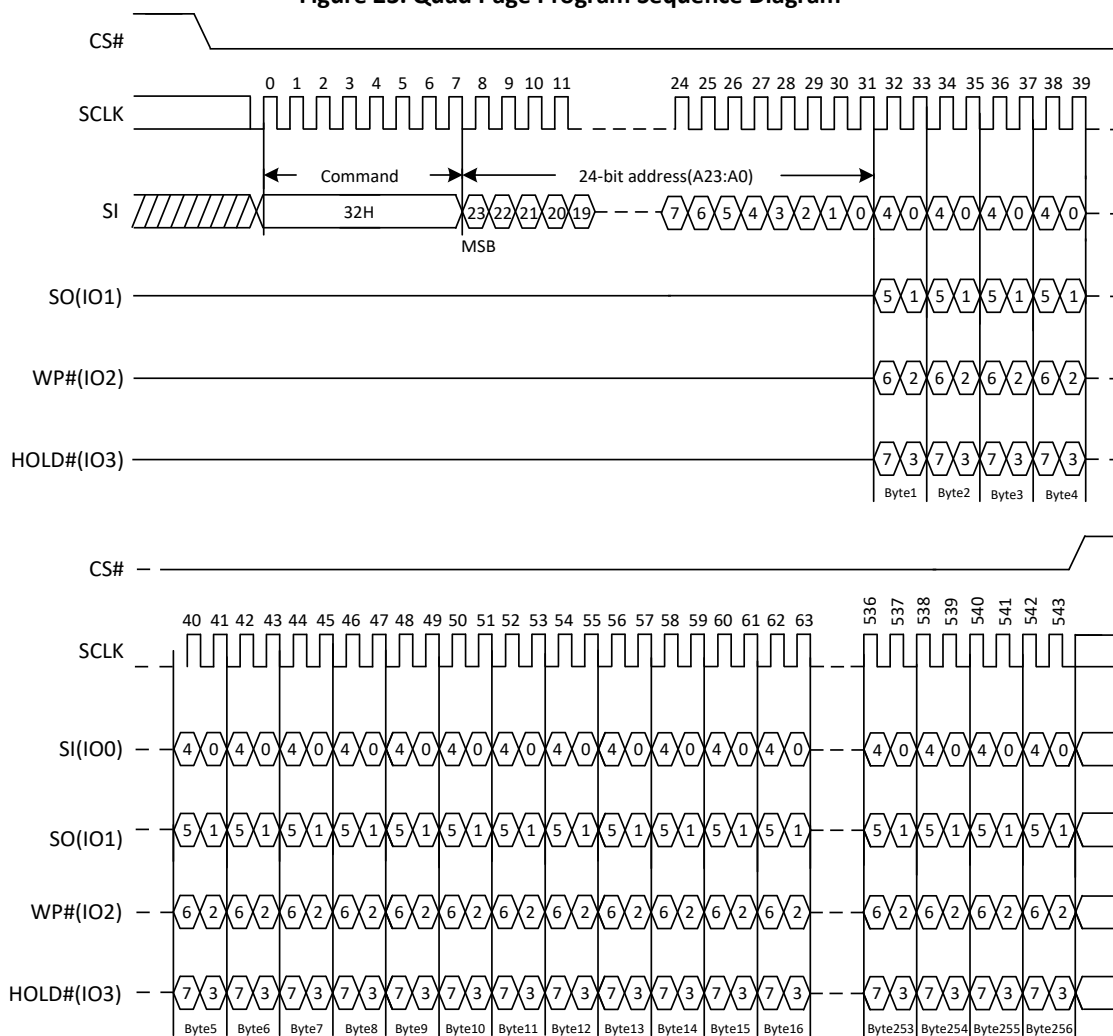 Figure 25. Quad Page Program Sequence Diagram
CS#
0 1 2 3 4 5 6 7 8 9 10 11 24 25 26 27 28 29 30 31 32 33 34 35 36 37 38 39
SCLK
Command 24-bit address(A23:A0)
SI 32H 23 22 21 20 19 7 6 5 4 3 2 1 0 4 0 4 0 4 0 4 0
MSB
SO(IO1) 5 1 5 1 5 1 5 1
WP#(IO2) 6 2 6 2 6 2 6 2
HOLD#(IO3) 7 3 7 3 7 3 7 3
Byte1 Byte2 Byte3 Byte4
CS#
40 41 42 43 44 45 46 47 48 49 50 51 52 53 54 55 56 57 58 59 60 61 62 63 536 537 538 539 540 541 542 543
SCLK
SI(IO0) 4 0 4 0 4 0 4 0 4 0 4 0 4 0 4 0 4 0 4 0 4 0 4 0 4 0 4 0 4 0 4 0
SO(IO1) 5 1 5 1 5 1 5 1 5 1 5 1 5 1 5 1 5 1 5 1 5 1 5 1 5 1 5 1 5 1 5 1
WP#(IO2) 6 2 6 2 6 2 6 2 6 2 6 2 6 2 6 2 6 2 6 2 6 2 6 2 6 2 6 2 6 2 6 2
HOLD#(IO3) 7 3 7 3 7 3 7 3 7 3 7 3 7 3 7 3 7 3 7 3 7 3 7 3 7 3 7 3 7 3 7 3
Byte5 Byte6 Byte7 Byte8 Byte9 Byte10 Byte11 Byte12 Byte13 Byte14 Byte15 Byte16 Byte253 Byte254 Byte255 Byte256